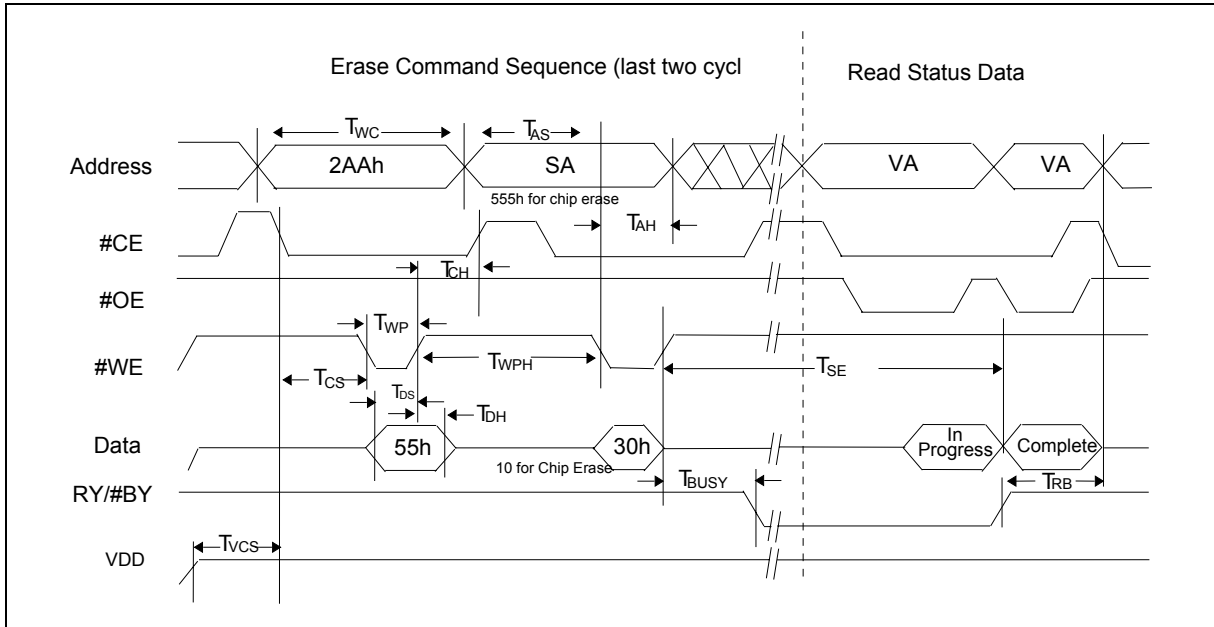 Erase Command Sequence (last two cycl
Read Status Data
Address
TWC
TAS
2AAh
SA
VA
VA
555h for chip erase
TAH
#CE
TCH
#OE
TWP
#WE
TWPH
TSE
TCS
TDS
TDH
Data
55h
30h
In
Progress
Complete
10 for Chip Erase
TBUSY
TRB
RY/#BY
TVCS
VDD